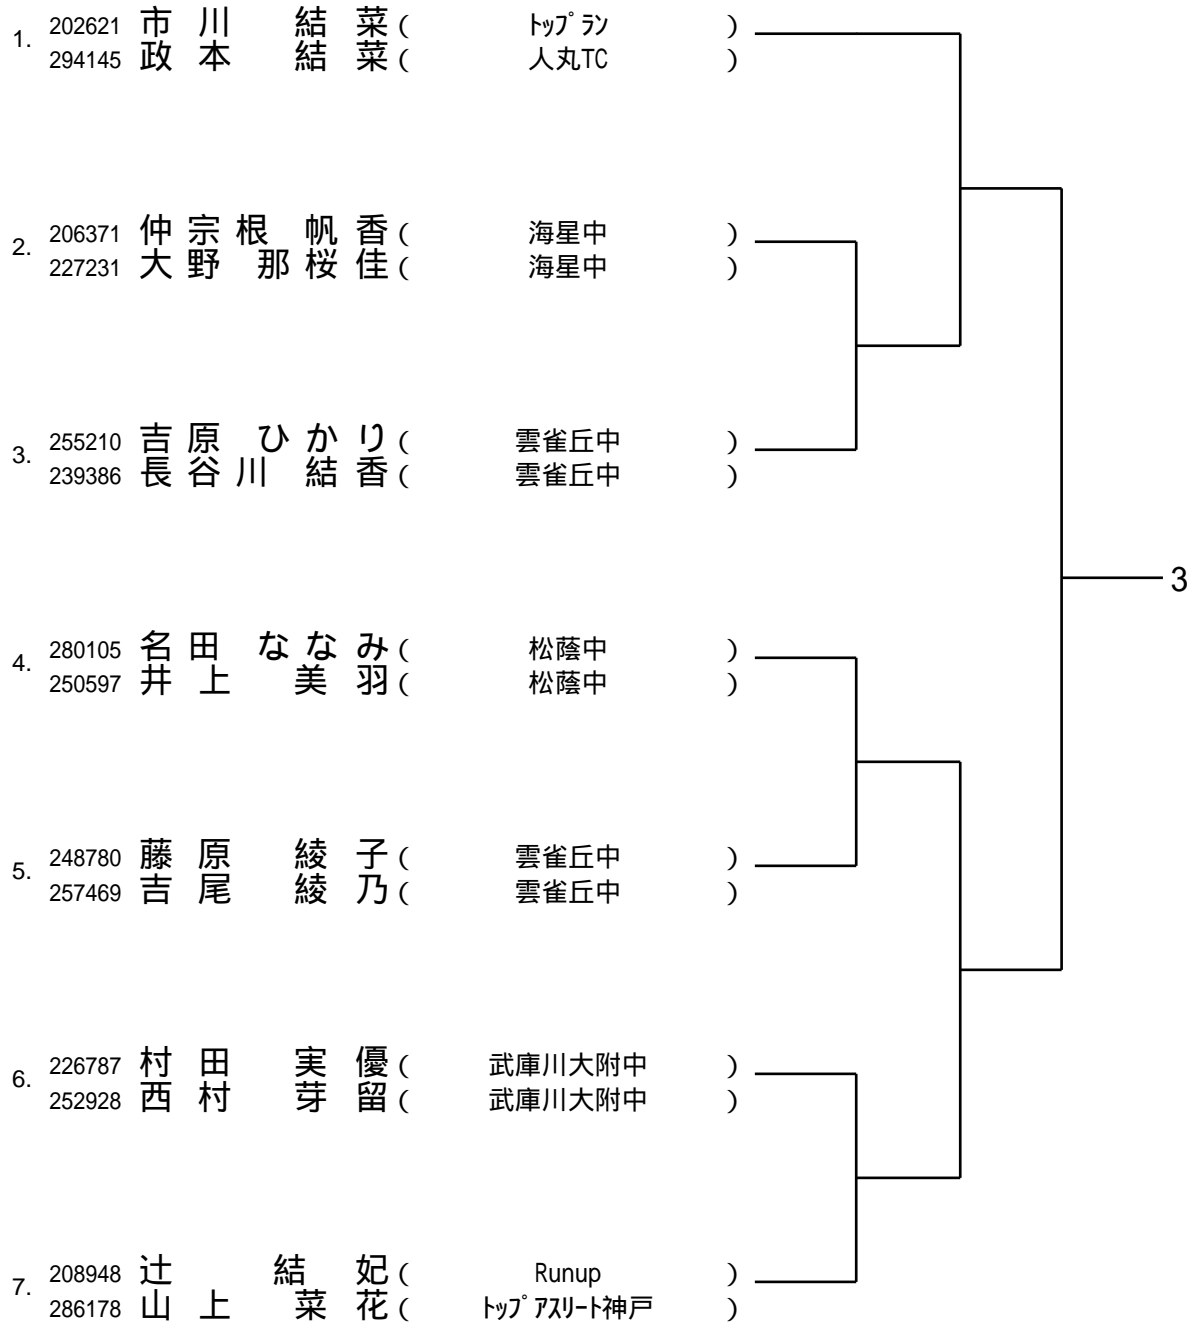 1. 202621 市川 結菜 ( ﾄｯﾌﾟﾗﾝ )
294145 政本 結菜 ( 人丸TC )
2. 206371 仲宗根 帆香 ( 海星中 )
227231 大野 那桜佳 ( 海星中 )
3. 255210 吉原 ひかり ( 雲雀丘中 )
239386 長谷川 結香 ( 雲雀丘中 )
3
4. 280105 名田 ななみ ( 松蔭中 )
250597 井上 美羽 ( 松蔭中 )
5. 248780 藤原 綾子 ( 雲雀丘中 )
257469 吉尾 綾乃 ( 雲雀丘中 )
6. 226787 村田 実優 ( 武庫川大附中 )
252928 西村 芽留 ( 武庫川大附中 )
7. 208948 辻 結妃 ( Runup )
286178 山上 菜花 ( ﾄｯﾌﾟｱｽﾘｰﾄ神戸 )